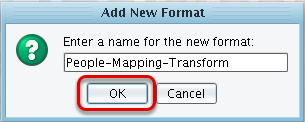 Add New Format
Enter a name for the new format:
People-Mapping-Transform
OK
Cancel